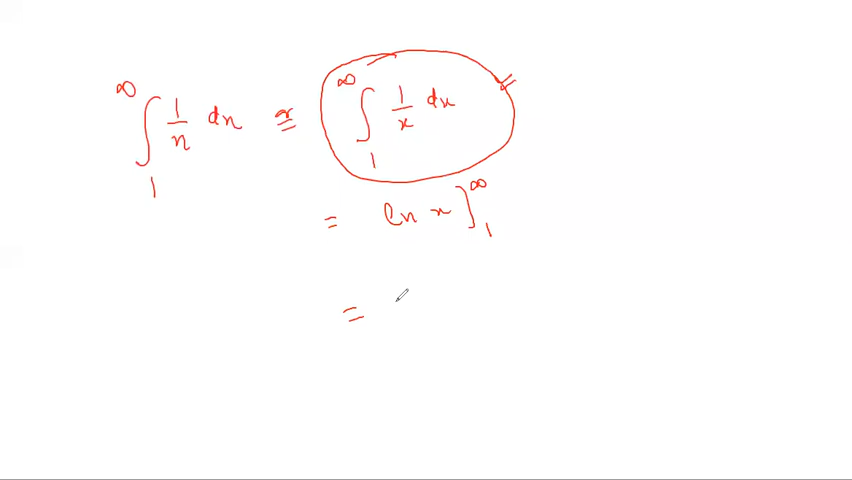 ∫₁^∞ 1/n dn ≅ ∫₁^∞ 1/x dx
= ln x]₁^∞
=